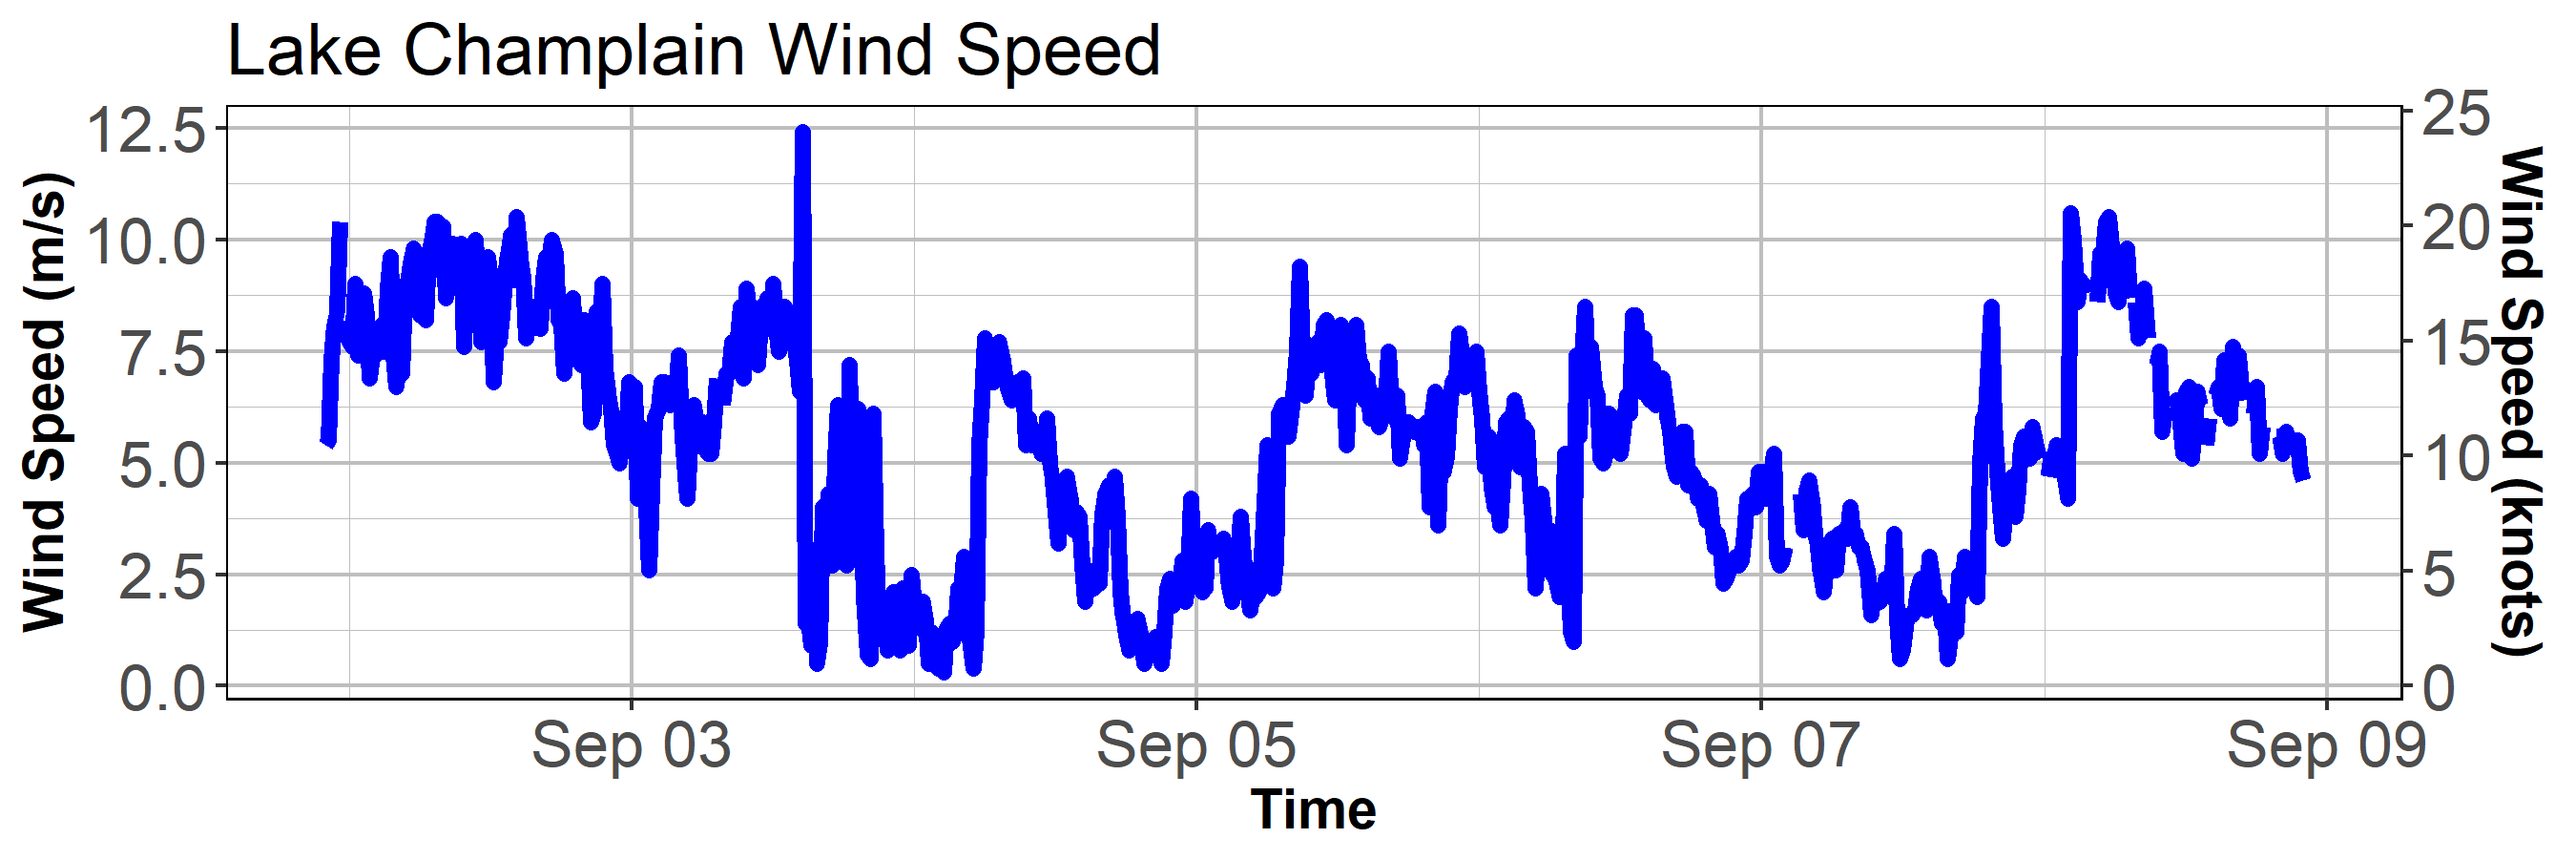 Lake Champlain Wind Speed
Wind Speed (m/s)
12.5
10.0
7.5
5.0
2.5
0.0
25
20
15
10
5
0
Wind Speed (knots)
Sep 03 Sep 05 Sep 07 Sep 09
Time